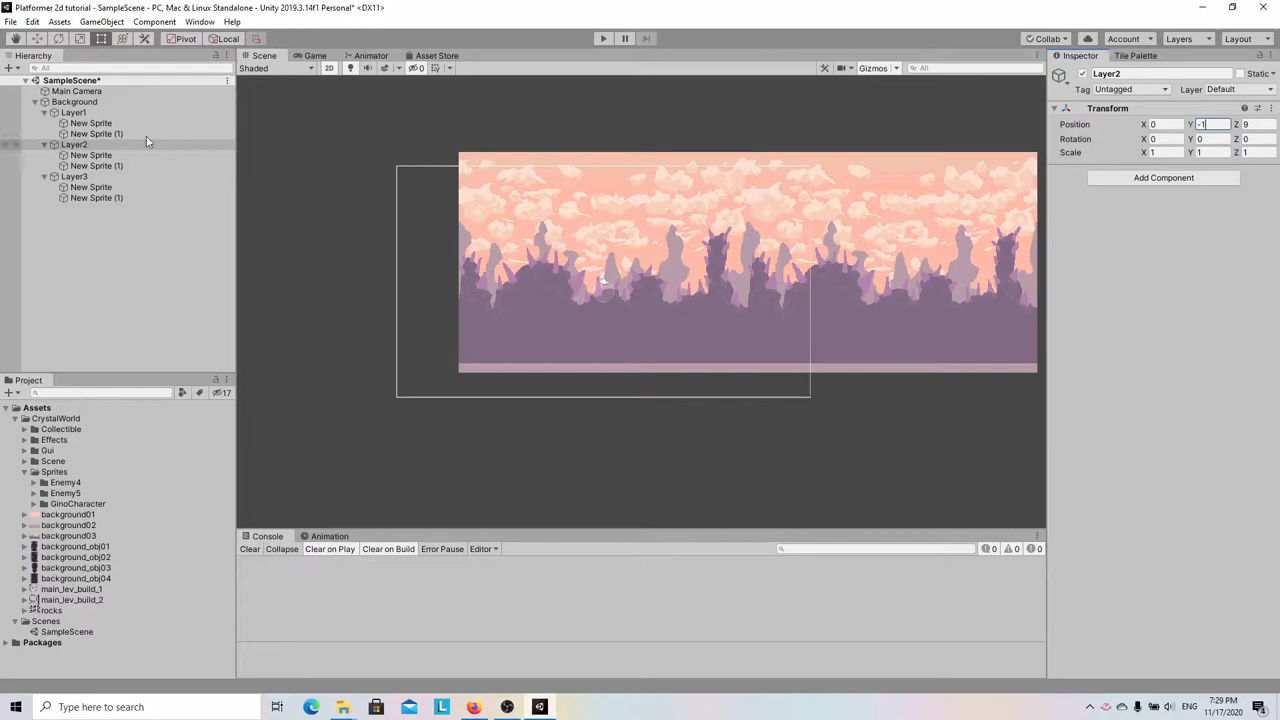 Platformer 2d tutorial - SampleScene - PC, Mac & Linux Standalone - Unity 2019.3.14f1 Personal* <DX11>
File Edit Assets GameObject Component Window Help
Pivot Local Collab Account Layers Layout
Hierarchy Scene Game Animator Asset Store Inspector Tile Palette
All Shaded 2D 0 Gizmos All Layer2 Static
SampleScene*
Tag Untagged Layer Default
Main Camera
Background
Transform
Layer1
New Sprite
Position X 0 Y -1 Z 9
New Sprite (1)
Rotation X 0 Y 0 Z 0
Layer2
Scale X 1 Y 1 Z 1
New Sprite
New Sprite (1)
Layer3
Add Component
New Sprite
New Sprite (1)
Project
17
Assets
CrystalWorld
Collectible
Effects
Gui
Scene
Sprites
Enemy4
Enemy5
GinoCharacter
background01
background02
background03
background_obj01
background_obj02
background_obj03
background_obj04
main_lev_build_1
main_lev_build_2
rocks
Scenes
SampleScene
Packages
Console Animation
Clear Collapse Clear on Play Clear on Build Error Pause Editor 0 0 0
Type here to search
7:29 PM
11/17/2020
4